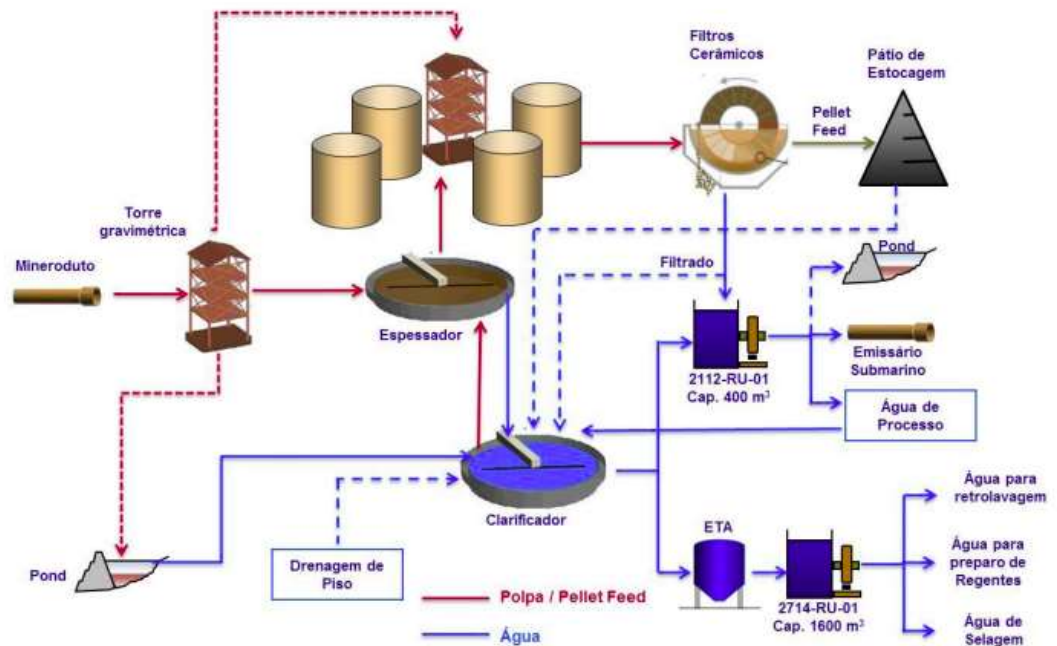 Filtros
Cerâmicos
Pátio de
Estocagem
Pellet
Feed
Torre
gravimétrica
Mineroduto
Pond
Filtrado
Espessador
Emissário
Submarino
2112-RU-01
Cap. 400 m³
Água de
Processo
Clarificador
ETA
Água para
retrolavagem
Pond
Drenagem de
Piso
Água para
preparo de
Regentes
Polpa / Pellet Feed
2714-RU-01
Cap. 1600 m³
Água
Água de
Selagem